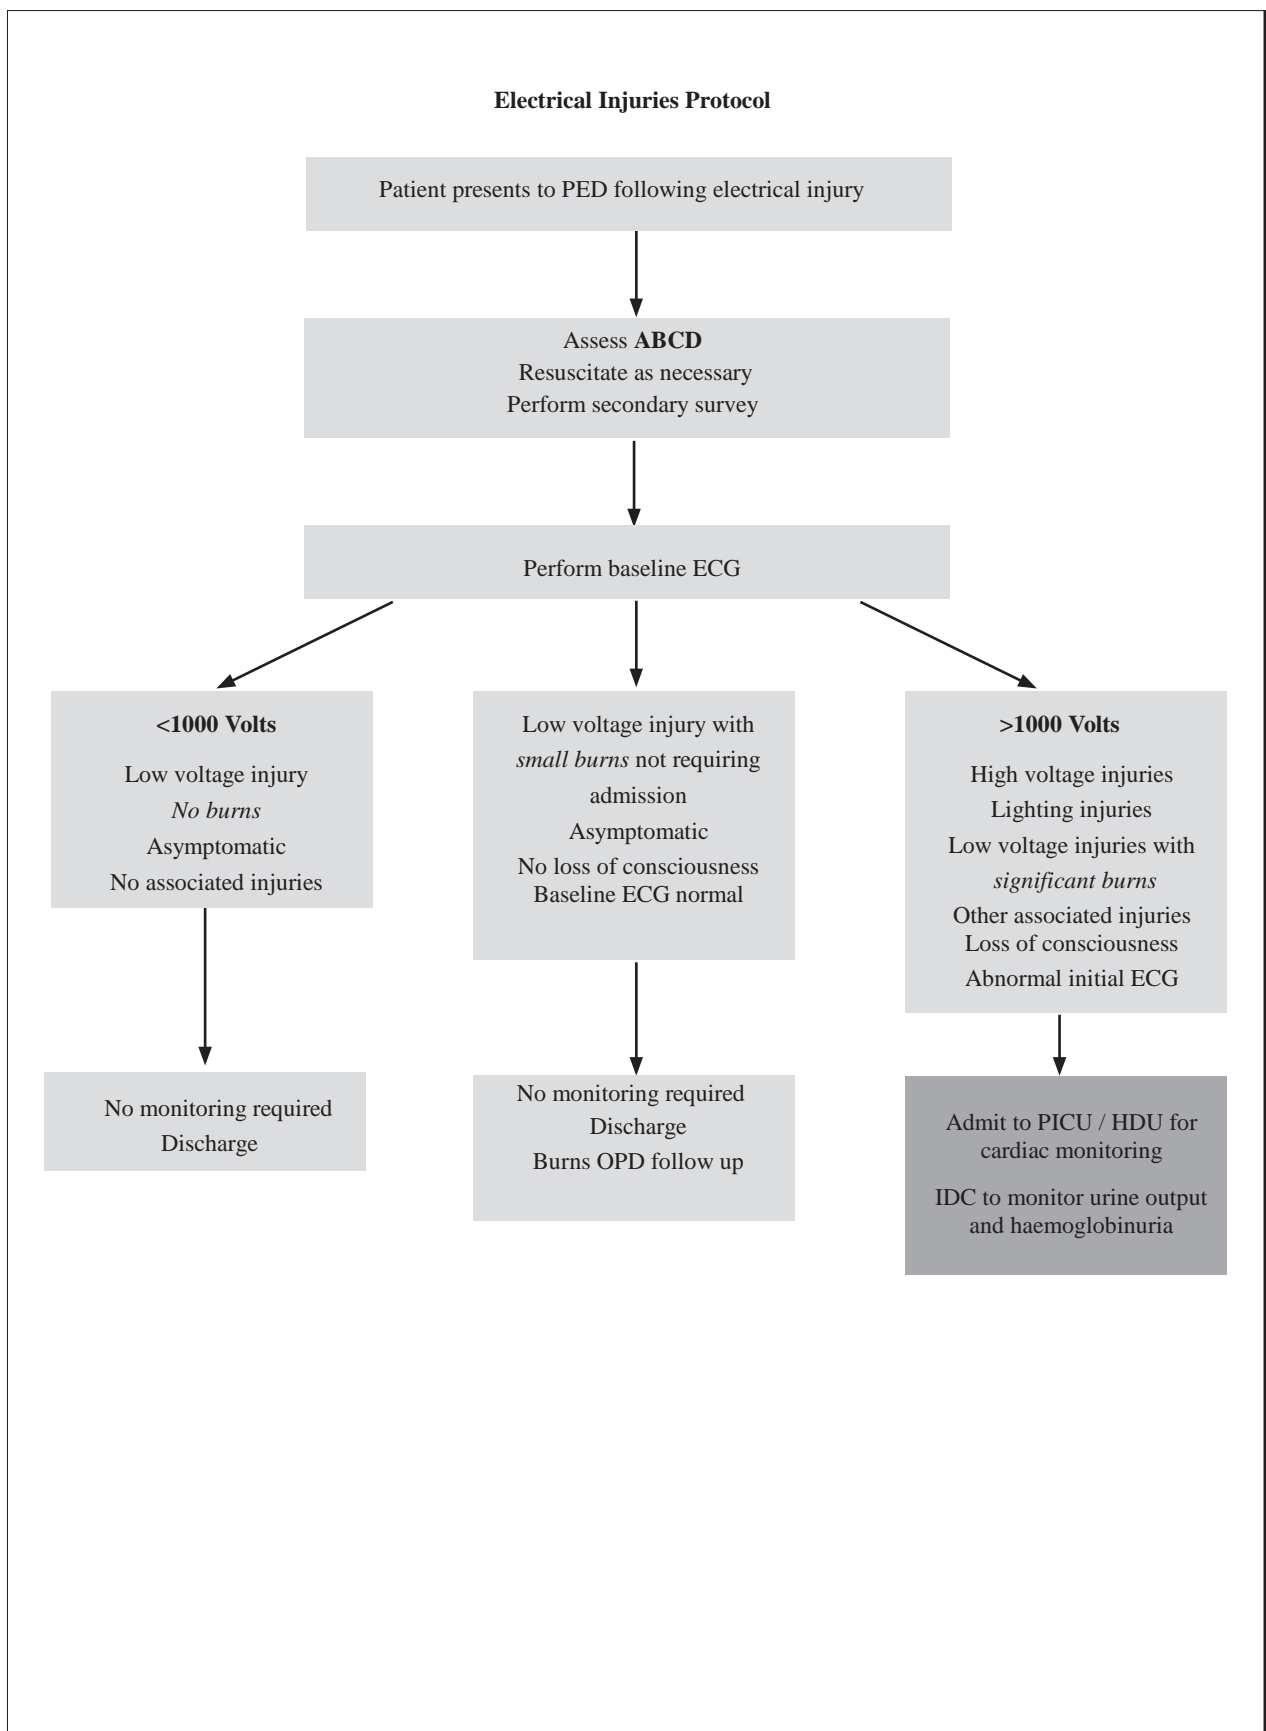 Electrical Injuries Protocol
Patient presents to PED following electrical injury
Assess ABCD
Resuscitate as necessary
Perform secondary survey
Perform baseline ECG
<1000 Volts
Low voltage injury
No burns
Asymptomatic
No associated injuries
Low voltage injury with
small burns not requiring
admission
Asymptomatic
No loss of consciousness
Baseline ECG normal
>1000 Volts
High voltage injuries
Lighting injuries
Low voltage injuries with
significant burns
Other associated injuries
Loss of consciousness
Abnormal initial ECG
No monitoring required
Discharge
No monitoring required
Discharge
Burns OPD follow up
Admit to PICU / HDU for
cardiac monitoring
IDC to monitor urine output
and haemoglobinuria